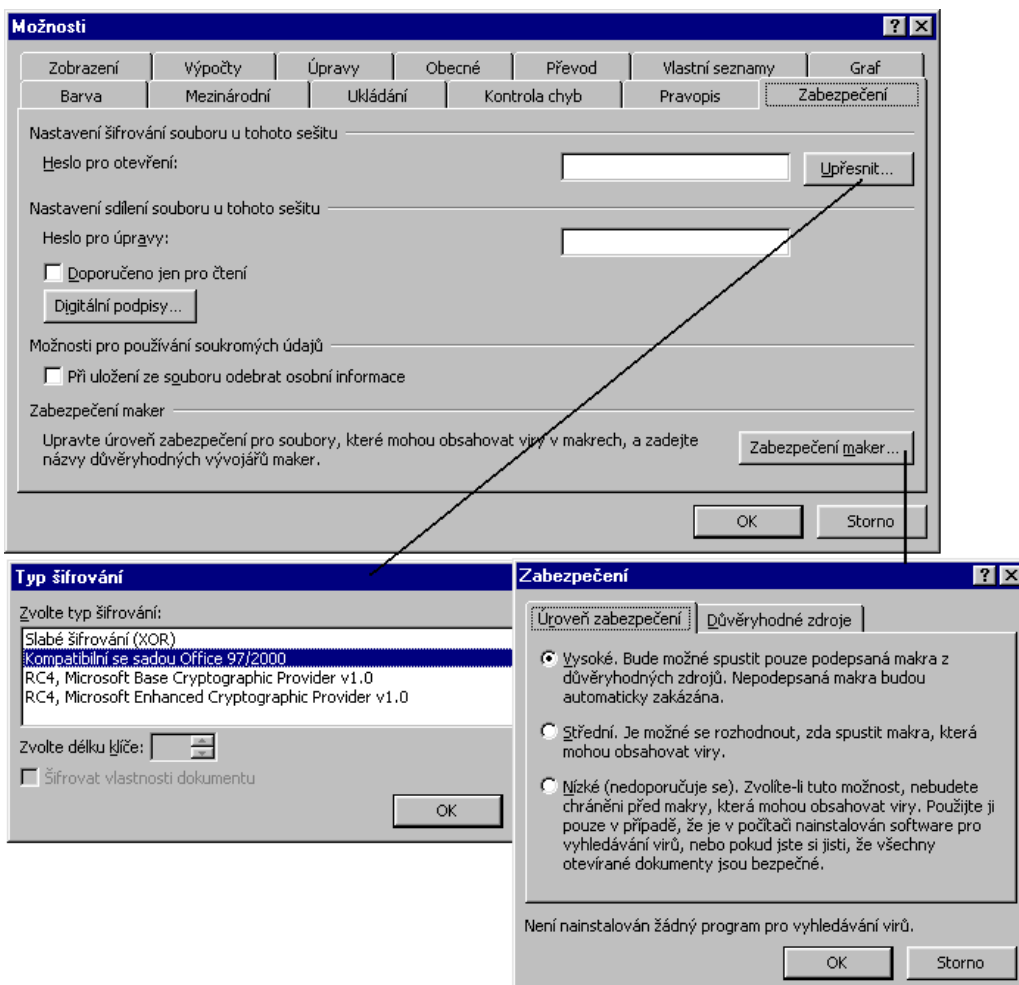 Možnosti
Zobrazení Výpočty Úpravy Obecné Převod Vlastní seznamy Graf
Barva Mezinárodní Ukládání Kontrola chyb Pravopis Zabezpečení
Nastavení šifrování souboru u tohoto sešitu
Heslo pro otevření:
Upřesnit...
Nastavení sdílení souboru u tohoto sešitu
Heslo pro úpravy:
Doporučeno jen pro čtení
Digitální podpisy...
Možnosti pro používání soukromých údajů
Při uložení ze souboru odebrat osobní informace
Zabezpečení maker
Upravte úroveň zabezpečení pro soubory, které mohou obsahovat viry v makrech, a zadejte
názvy důvěryhodných vývojářů maker.
Zabezpečení maker...
OK Storno
Typ šifrování
Zvolte typ šifrování:
Slabé šifrování (XOR)
Kompatibilní se sadou Office 97/2000
RC4, Microsoft Base Cryptographic Provider v1.0
RC4, Microsoft Enhanced Cryptographic Provider v1.0
Zvolte délku klíče:
Šifrovat vlastnosti dokumentu
OK
Zabezpečení
Úroveň zabezpečení Důvěryhodné zdroje
Vysoké. Bude možné spustit pouze podepsaná makra z
důvěryhodných zdrojů. Nepodepsaná makra budou
automaticky zakázána.
Střední. Je možné se rozhodnout, zda spustit makra, která
mohou obsahovat viry.
Nízké (nedoporučuje se). Zvolíte-li tuto možnost, nebudete
chráněni před makry, která mohou obsahovat viry. Použijte ji
pouze v případě, že je v počítači nainstalován software pro
vyhledávání virů, nebo pokud jste si jisti, že všechny
otevírané dokumenty jsou bezpečné.
Není nainstalován žádný program pro vyhledávání virů.
OK Storno